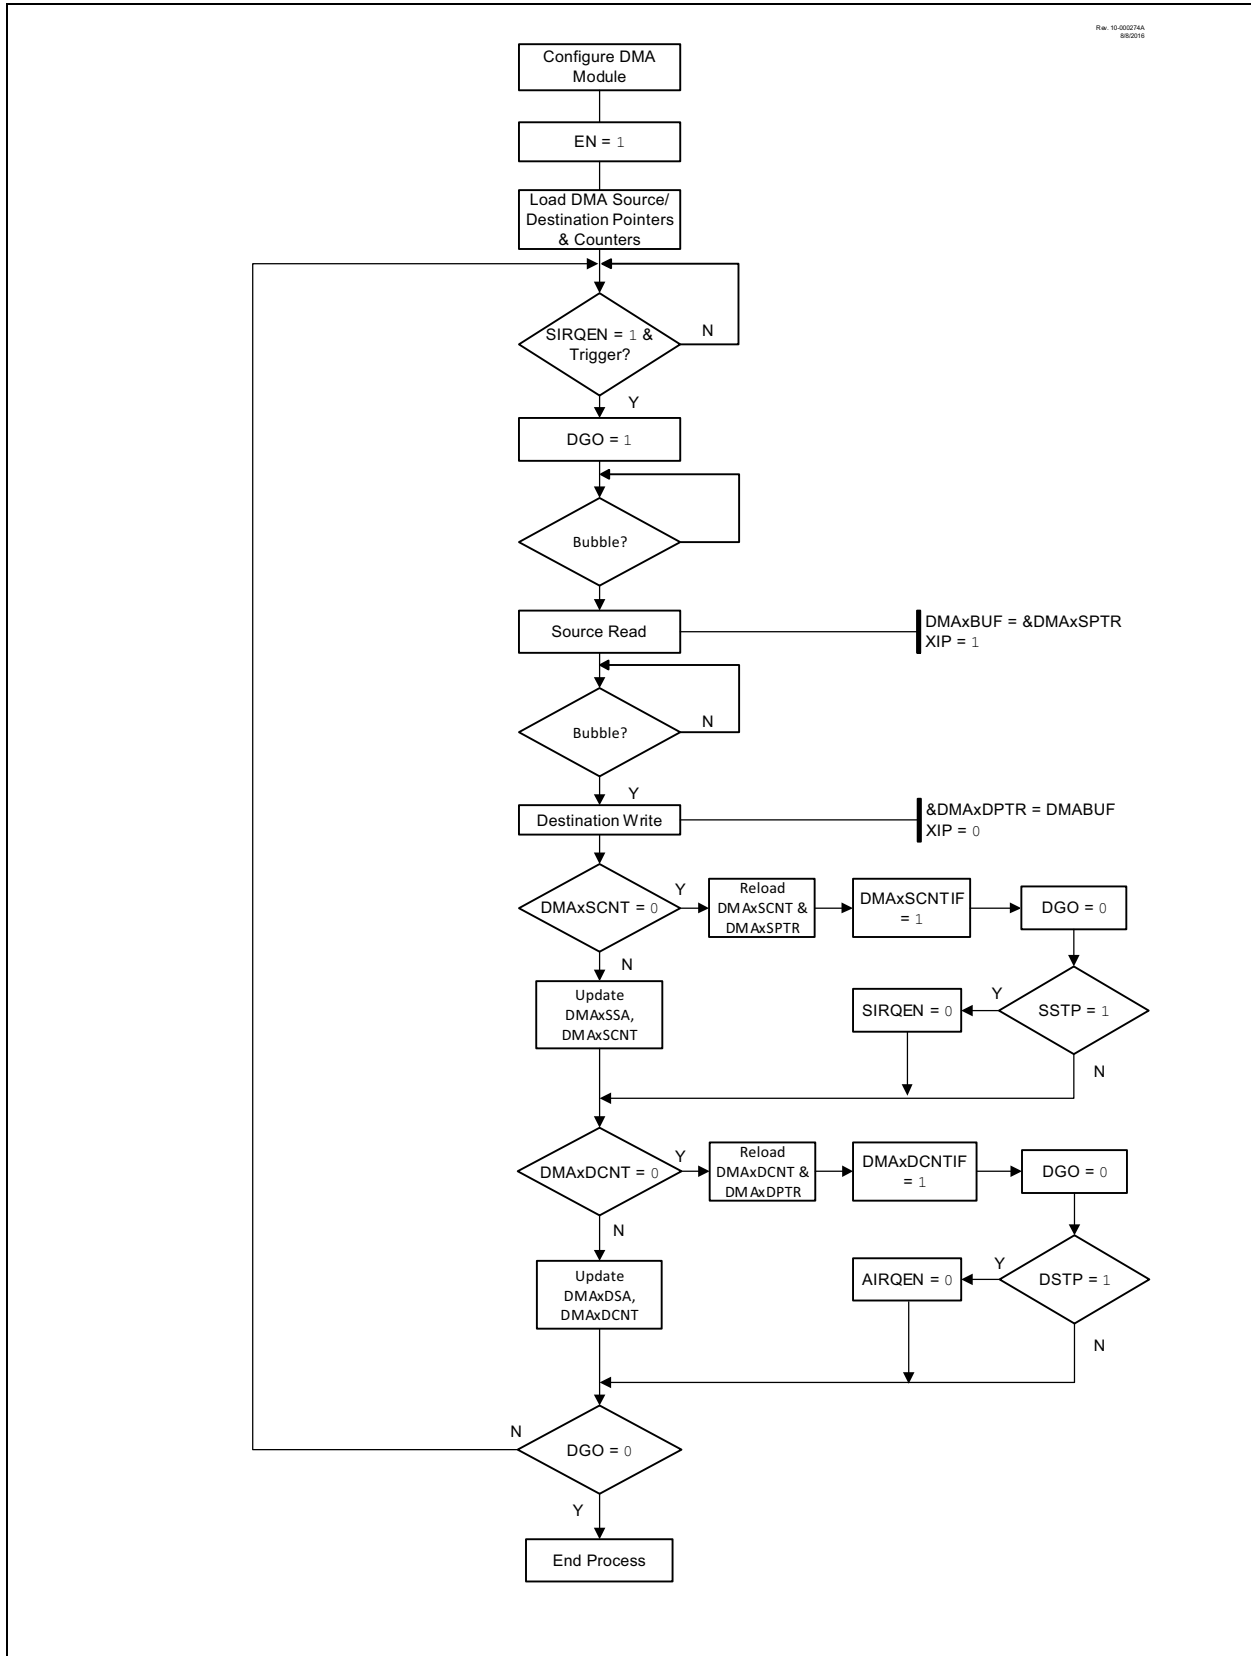 Rev. 10-000274A
8/8/2016
Configure DMA
Module
EN = 1
Load DMA Source/
Destination Pointers
& Counters
SIRQEN = 1 &
Trigger?
N
Y
DGO = 1
Bubble?
Source Read
DMAxBUF = &DMAxSPTR
XIP = 1
Bubble?
N
Y
Destination Write
&DMAxDPTR = DMABUF
XIP = 0
DMAxSCNT = 0
Y
Reload
DMAxSCNT &
DMAxSPTR
DMAxSCNTIF
= 1
DGO = 0
N
Update
DMAxSSA,
DMAxSCNT
SIRQEN = 0
Y
SSTP = 1
N
DMAxDCNT = 0
Y
Reload
DMAxDCNT &
DMAxDPTR
DMAxDCNTIF
= 1
DGO = 0
N
Update
DMAxDSA,
DMAxDCNT
AIRQEN = 0
Y
DSTP = 1
N
N
DGO = 0
Y
End Process